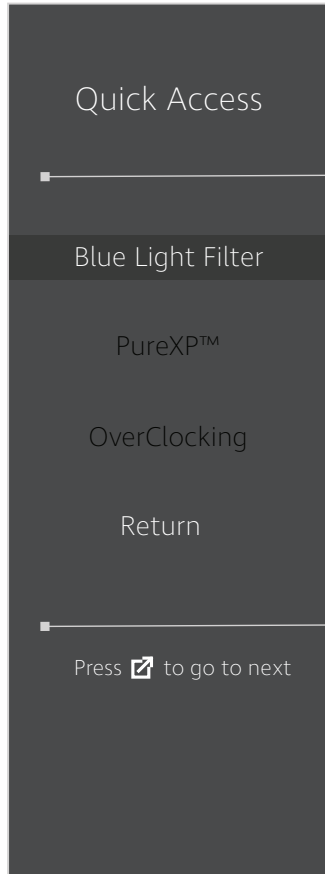 Quick Access
Blue Light Filter
PureXP™
OverClocking
Return
Press to go to next